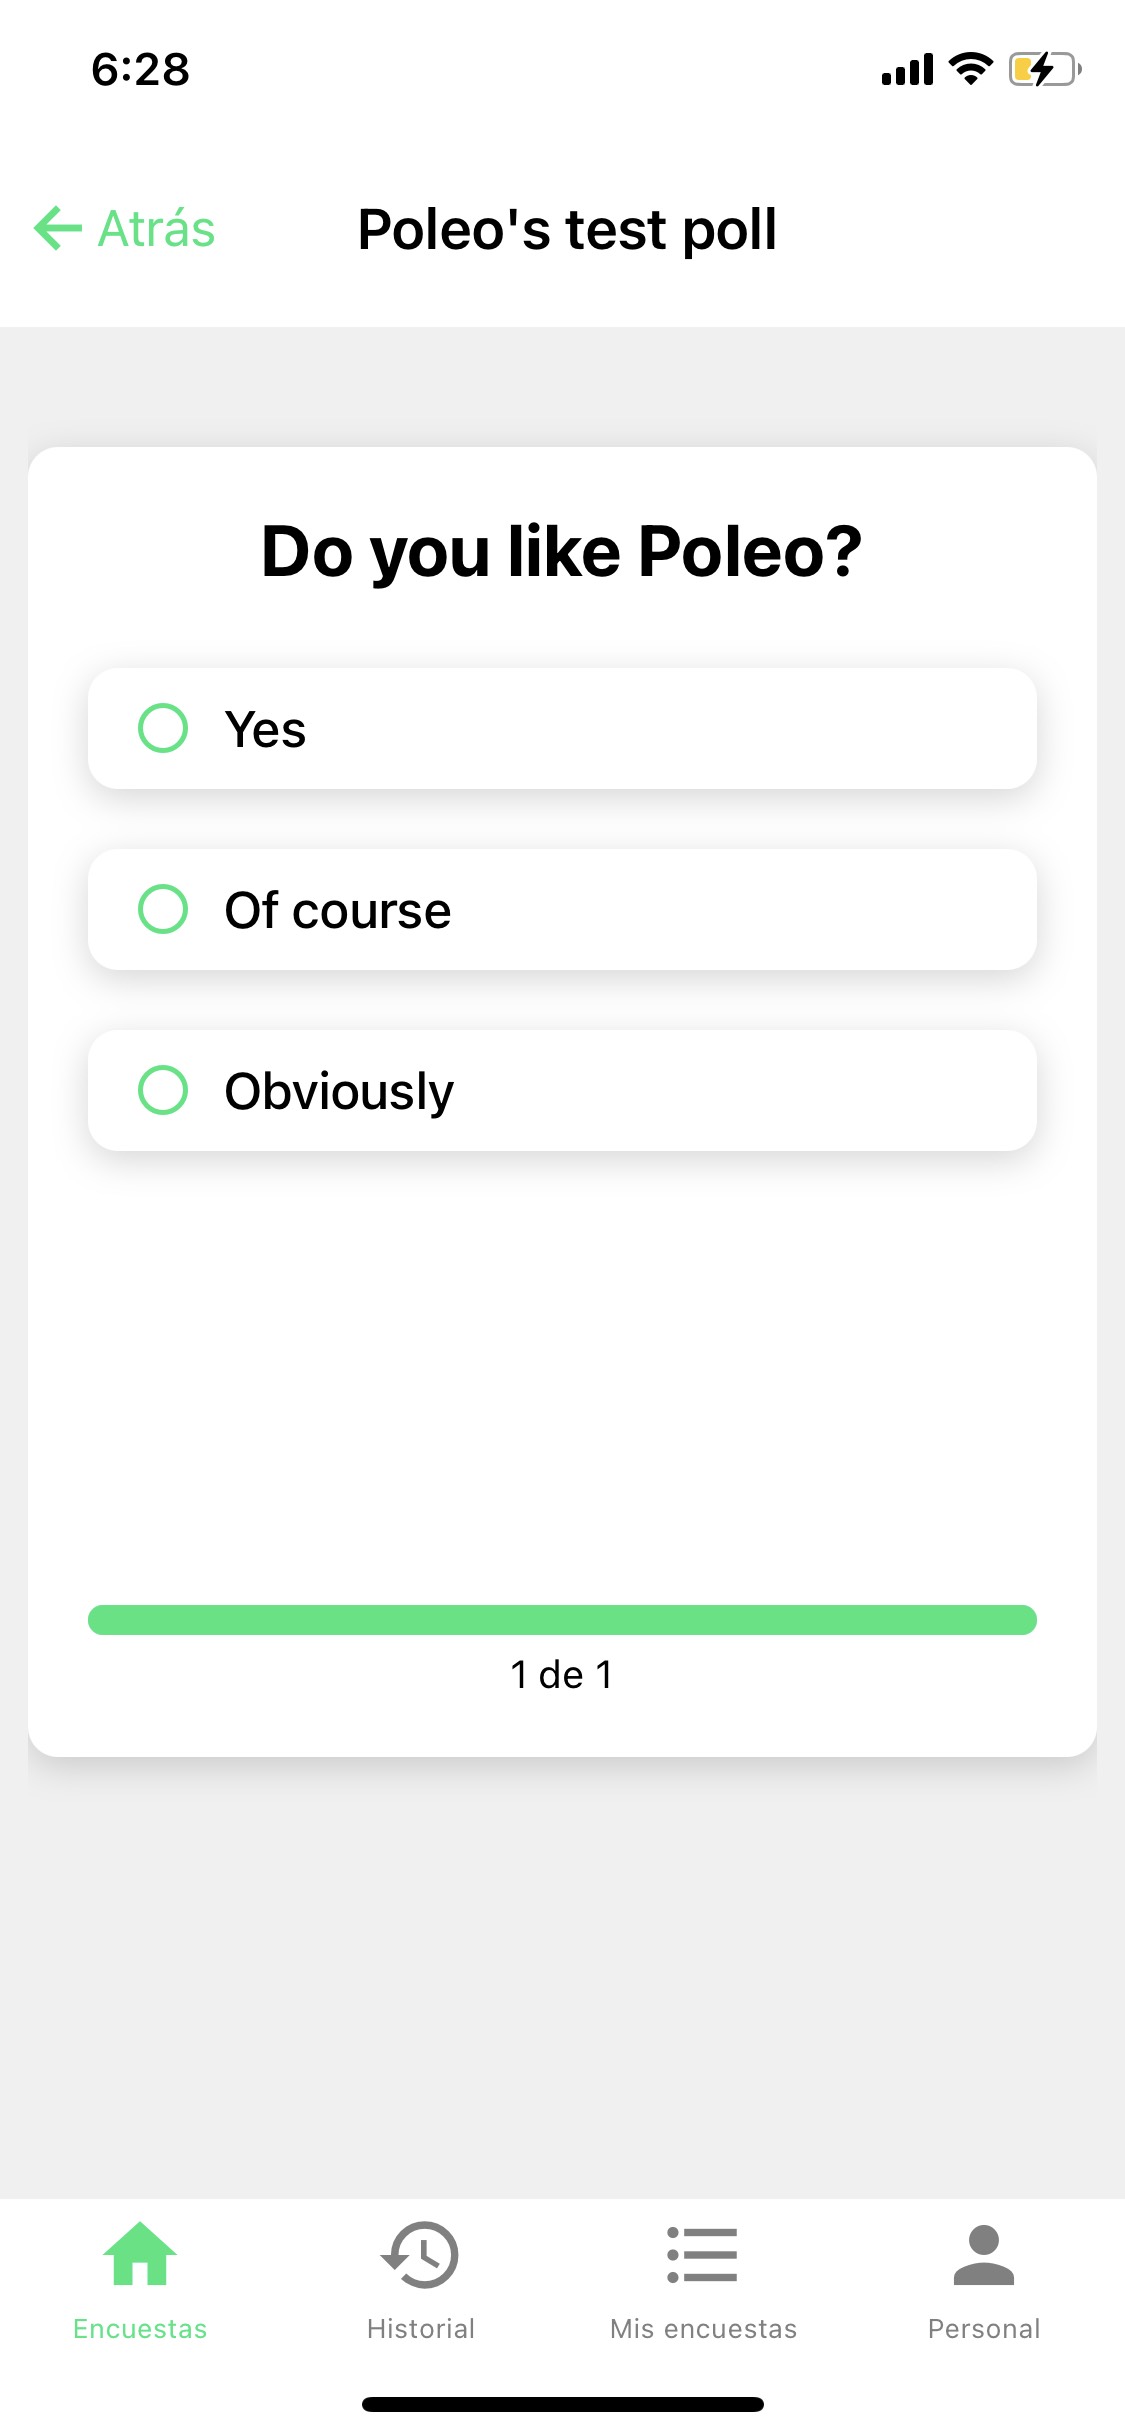 6:28
Atrás
Poleo's test poll
Do you like Poleo?
Yes
Of course
Obviously
1 de 1
Encuestas
Historial
Mis encuestas
Personal